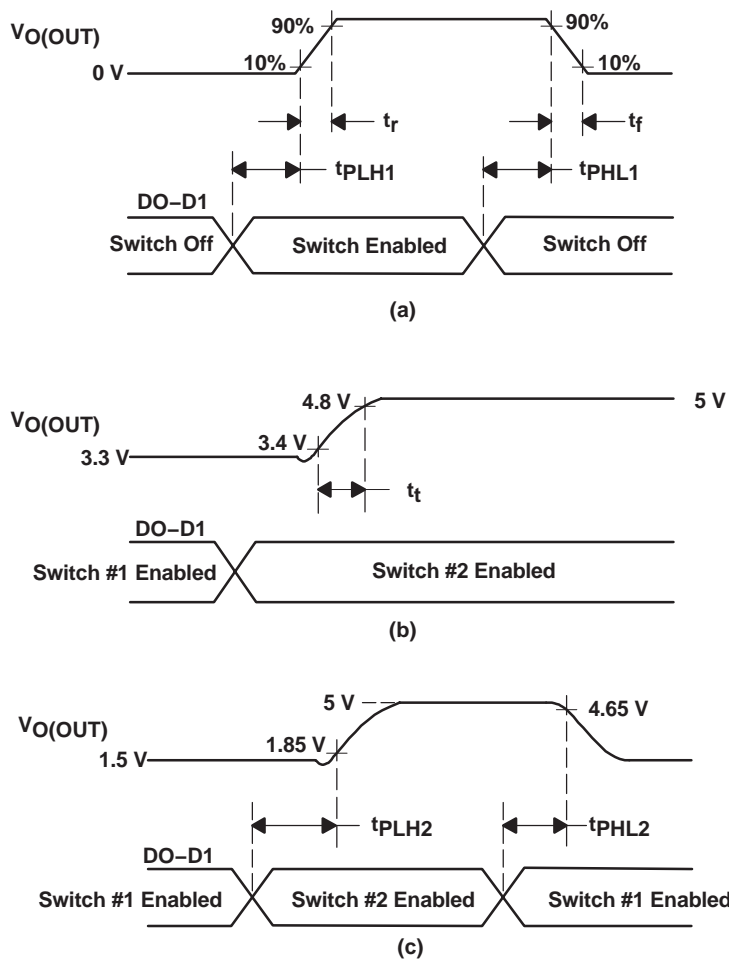 VO(OUT)
90%
90%
10%
10%
0 V
tr
tf
tPLH1
tPHL1
DO−D1
Switch Off
Switch Enabled
Switch Off
(a)
4.8 V
5 V
VO(OUT)
3.4 V
3.3 V
tt
DO−D1
Switch #1 Enabled
Switch #2 Enabled
(b)
5 V
4.65 V
VO(OUT)
1.85 V
1.5 V
tPLH2
tPHL2
DO−D1
Switch #1 Enabled
Switch #2 Enabled
Switch #1 Enabled
(c)